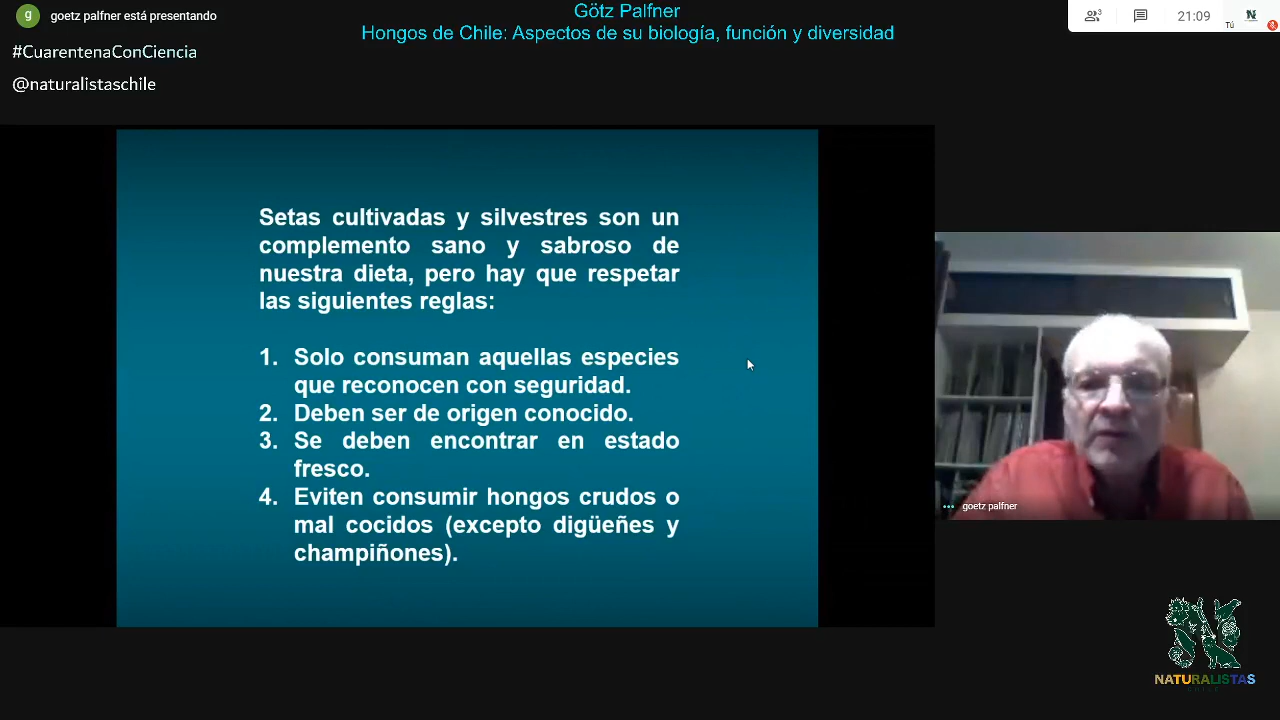 g
goetz palfner está presentando
#CuarentenaConCiencia
@naturalistaschile
Götz Palfner
Hongos de Chile: Aspectos de su biología, función y diversidad
3
21:09
Tú
Setas cultivadas y silvestres son un
complemento sano y sabroso de
nuestra dieta, pero hay que respetar
las siguientes reglas:
1. Solo consuman aquellas especies
que reconocen con seguridad.
2. Deben ser de origen conocido.
3. Se deben encontrar en estado
fresco.
4. Eviten consumir hongos crudos o
mal cocidos (excepto digüeñes y
champiñones).
goetz palfner
NATURALISTAS
CHILE